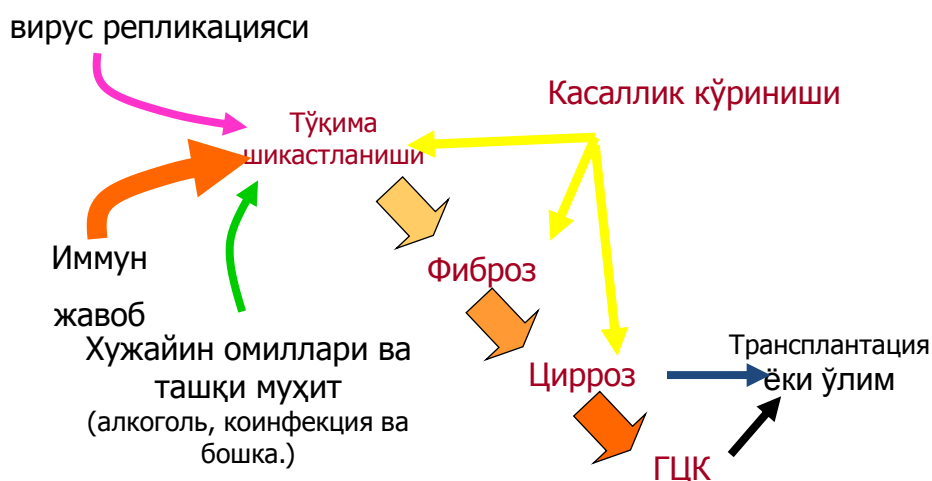 вирус репликацияси
Касаллик кўриниши
Тўқима
шикастланиши
Иммун
жавоб
Фиброз
Хужайин омиллари ва
ташқи муҳит
(алкоголь, коинфекция ва
бошка.)
Цирроз
Трансплантация
ёки ўлим
ГЦК